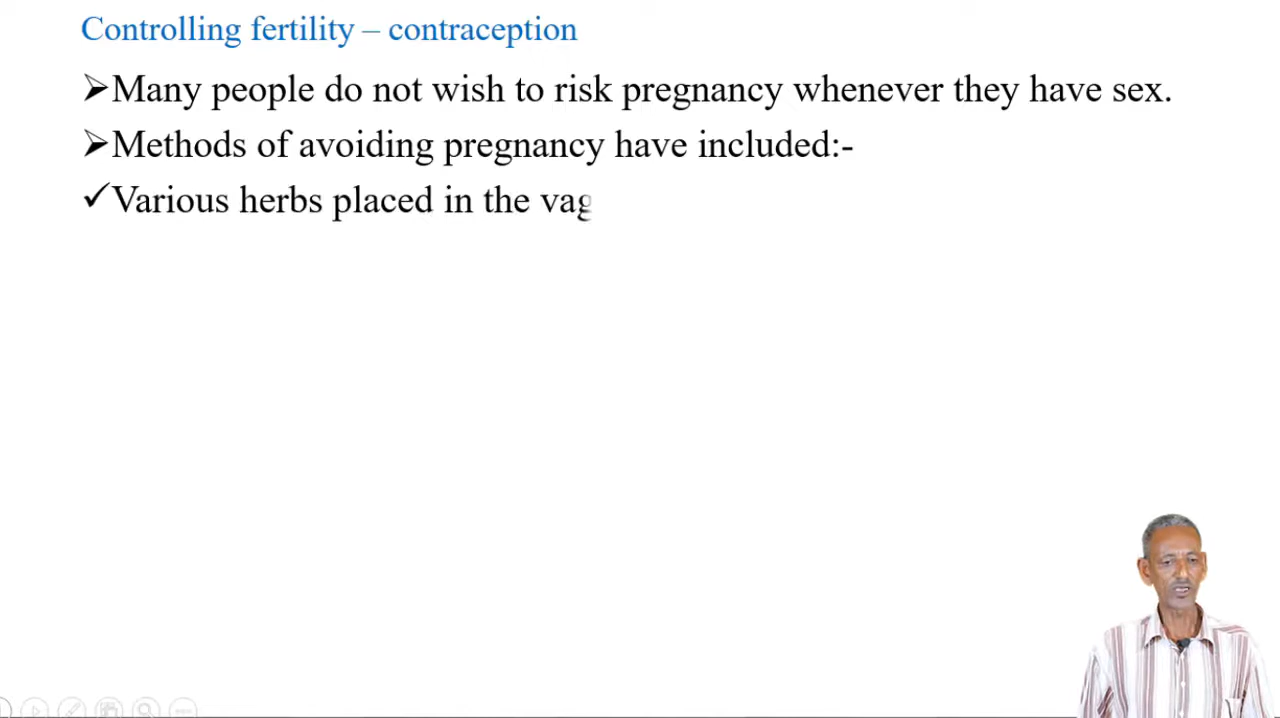 Controlling fertility – contraception
➢Many people do not wish to risk pregnancy whenever they have sex.
➢Methods of avoiding pregnancy have included:-
✓Various herbs placed in the vag